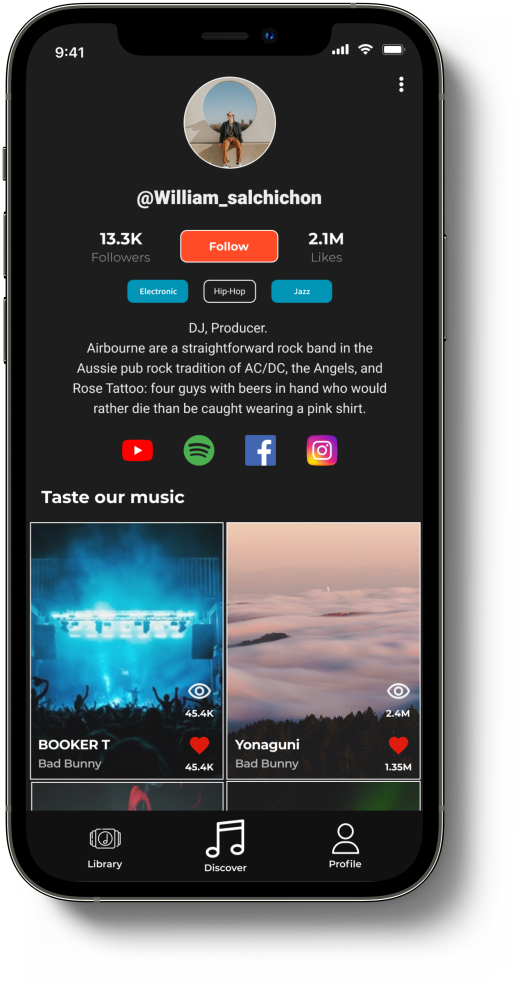 9:41
@William_salchichon
13.3K
Followers
Follow
2.1M
Likes
Electronic
Hip-Hop
Jazz
DJ, Producer.
Airbourne are a straightforward rock band in the
Aussie pub rock tradition of AC/DC, the Angels, and
Rose Tattoo: four guys with beers in hand who would
rather die than be caught wearing a pink shirt.
Taste our music
45.4K
BOOKER T
Bad Bunny
45.4K
2.4M
Yonaguni
Bad Bunny
1.35M
Library
Discover
Profile